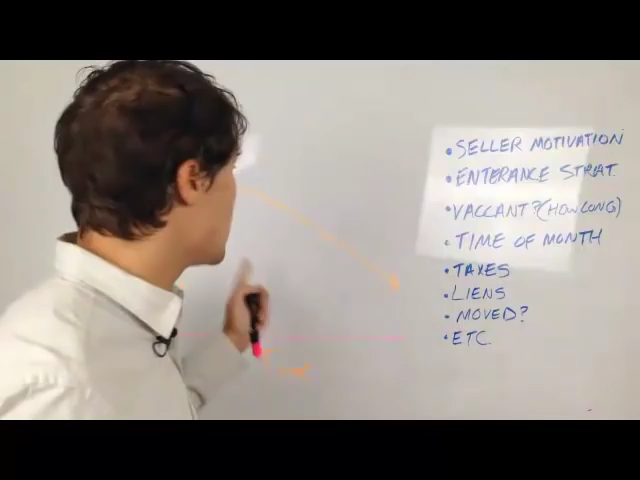 • SELLER MOTIVATION
• ENTERANCE STRAT.
• VACCANT? (HOW LONG)
• TIME OF MONTH
• TAXES
• LIENS
• MOVED?
• ETC.